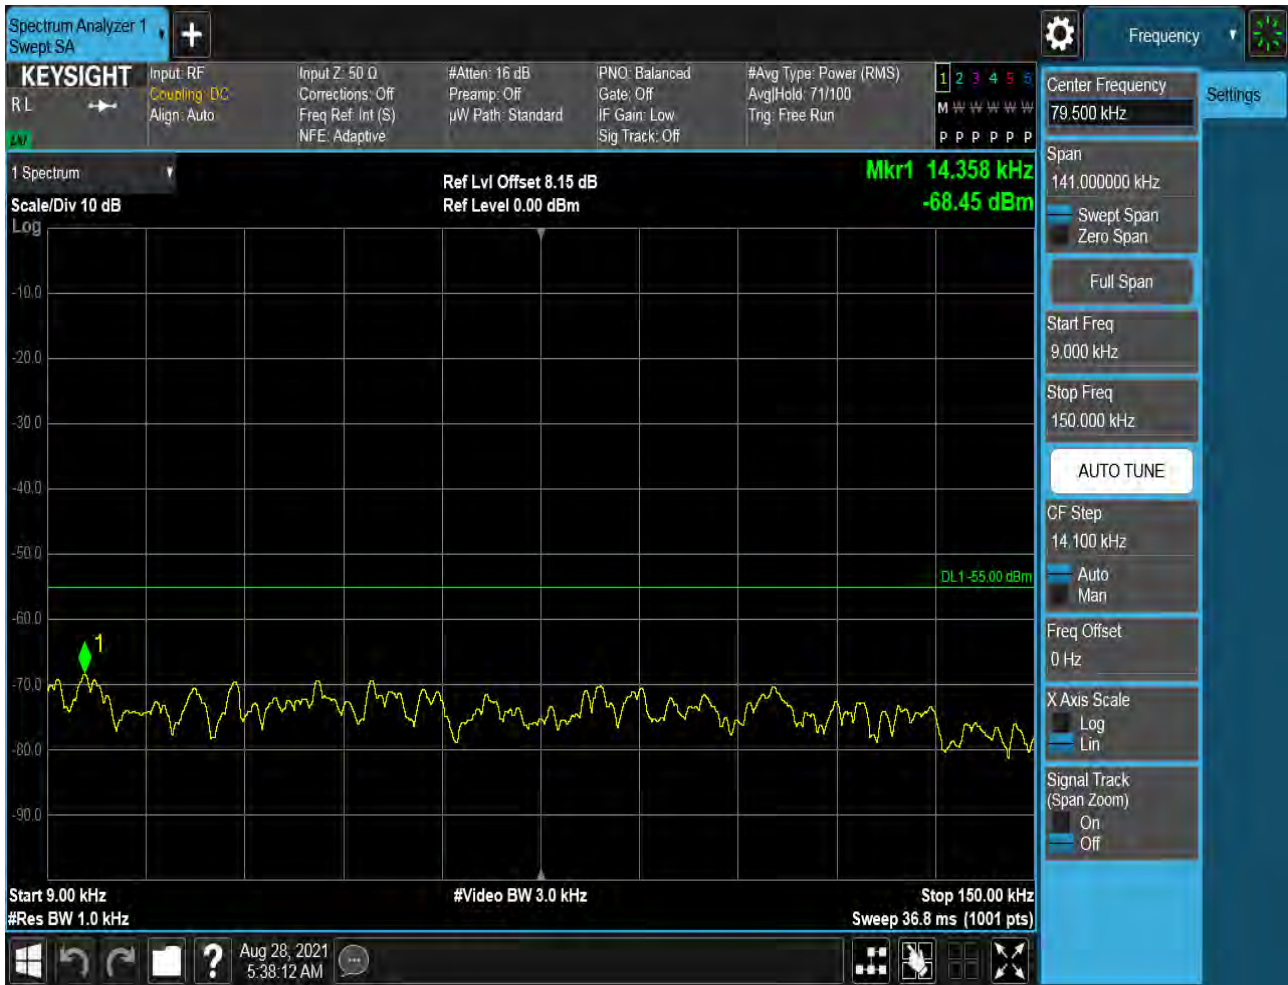 Spectrum Analyzer 1
Swept SA
Frequency
KEYSIGHT
R L
LXI
Input: RF
Coupling: DC
Align: Auto
Input Z: 50 Ω
Corrections: Off
Freq Ref: Int (S)
NFE: Adaptive
#Atten: 16 dB
Preamp: Off
µW Path: Standard
PNO: Balanced
Gate: Off
IF Gain: Low
Sig Track: Off
#Avg Type: Power (RMS)
Avg|Hold: 71/100
Trig: Free Run
1 2 3 4 5 6
M W W W W W
P P P P P P
1 Spectrum
Scale/Div 10 dB
Log
Ref Lvl Offset 8.15 dB
Ref Level 0.00 dBm
Mkr1 14.358 kHz
-68.45 dBm
-10.0
-20.0
-30.0
-40.0
-50.0
DL1 -55.00 dBm
-60.0
1
-70.0
-80.0
-90.0
Start 9.00 kHz
#Res BW 1.0 kHz
#Video BW 3.0 kHz
Stop 150.00 kHz
Sweep 36.8 ms (1001 pts)
Center Frequency
79.500 kHz
Settings
Span
141.000000 kHz
Swept Span
Zero Span
Full Span
Start Freq
9.000 kHz
Stop Freq
150.000 kHz
AUTO TUNE
CF Step
14.100 kHz
Auto
Man
Freq Offset
0 Hz
X Axis Scale
Log
Lin
Signal Track
(Span Zoom)
On
Off
?
Aug 28, 2021
5:38:12 AM